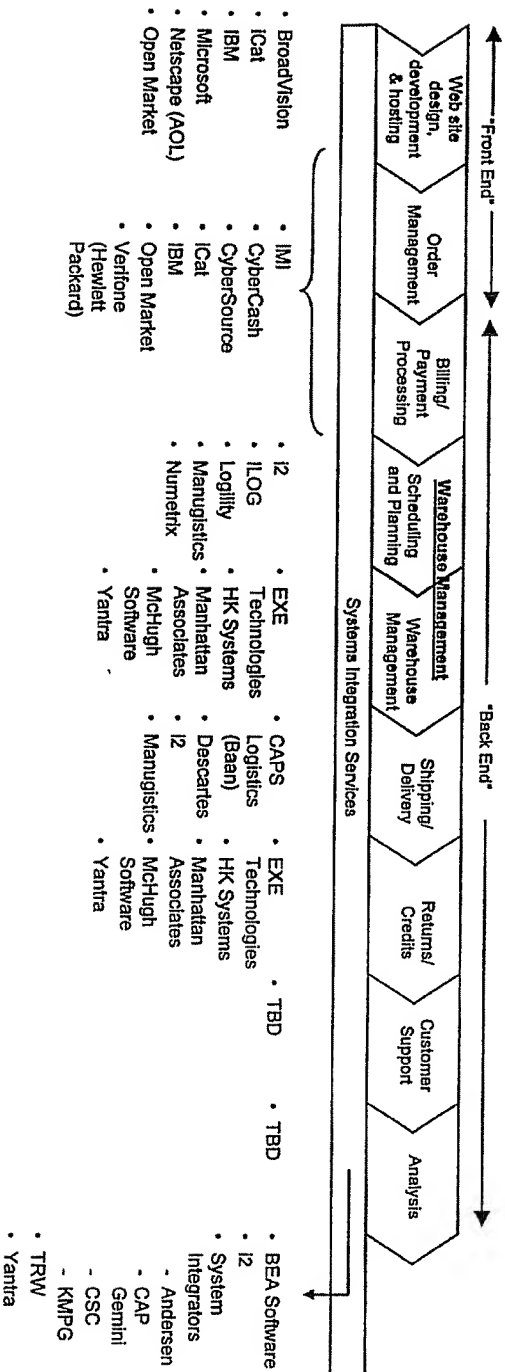 "Front End"
"Back End"
Web site
design,
development
& hosting
Order
Management
Billing/
Payment
Processing
Warehouse Management
Scheduling
and Planning
Warehouse
Management
Shipping/
Delivery
Returns/
Credits
Customer
Support
Analysis
Systems Integration Services
• BroadVision
• iCat
• IBM
• Microsoft
• Netscape (AOL)
• Open Market
• IMI
• CyberCash
• CyberSource
• iCat
• IBM
• Open Market
• Verifone
(Hewlett
Packard)
• i2
• ILOG
• Logility
• Manugistics
• Numetrix
• EXE
Technologies
• HK Systems
• Manhattan
Associates
• McHugh
Software
• Yantra
• CAPS
Logistics
(Baan)
• Descartes
• i2
• Manugistics
• EXE
Technologies
• HK Systems
• Manhattan
Associates
• McHugh
Software
• Yantra
• TBD
• TBD
• BEA Software
• i2
• System
Integrators
- Andersen
- CAP
Gemini
- CSC
- KMPG
• TRW
• Yantra